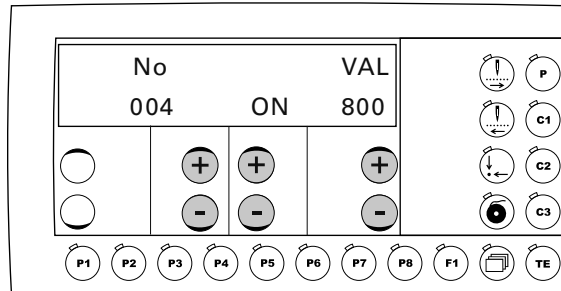 No VAL
004 ON 800
P
C1
C2
C3
+ + +
- - -
P1 P2 P3 P4 P5 P6 P7 P8 F1 TE